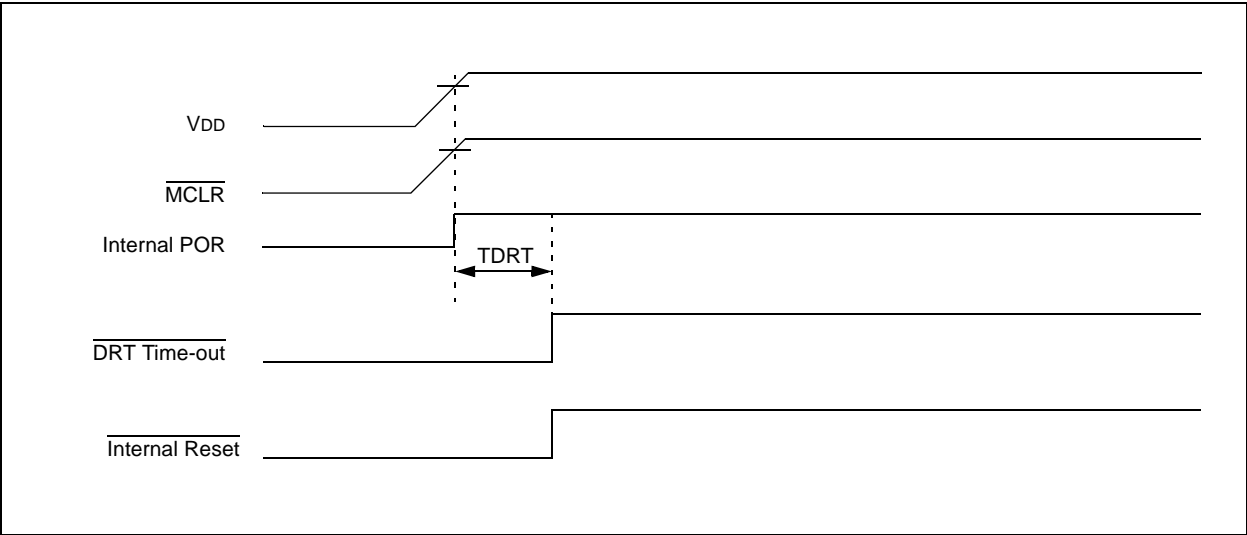 VDD
MCLR
Internal POR
TDRT
DRT Time-out
Internal Reset